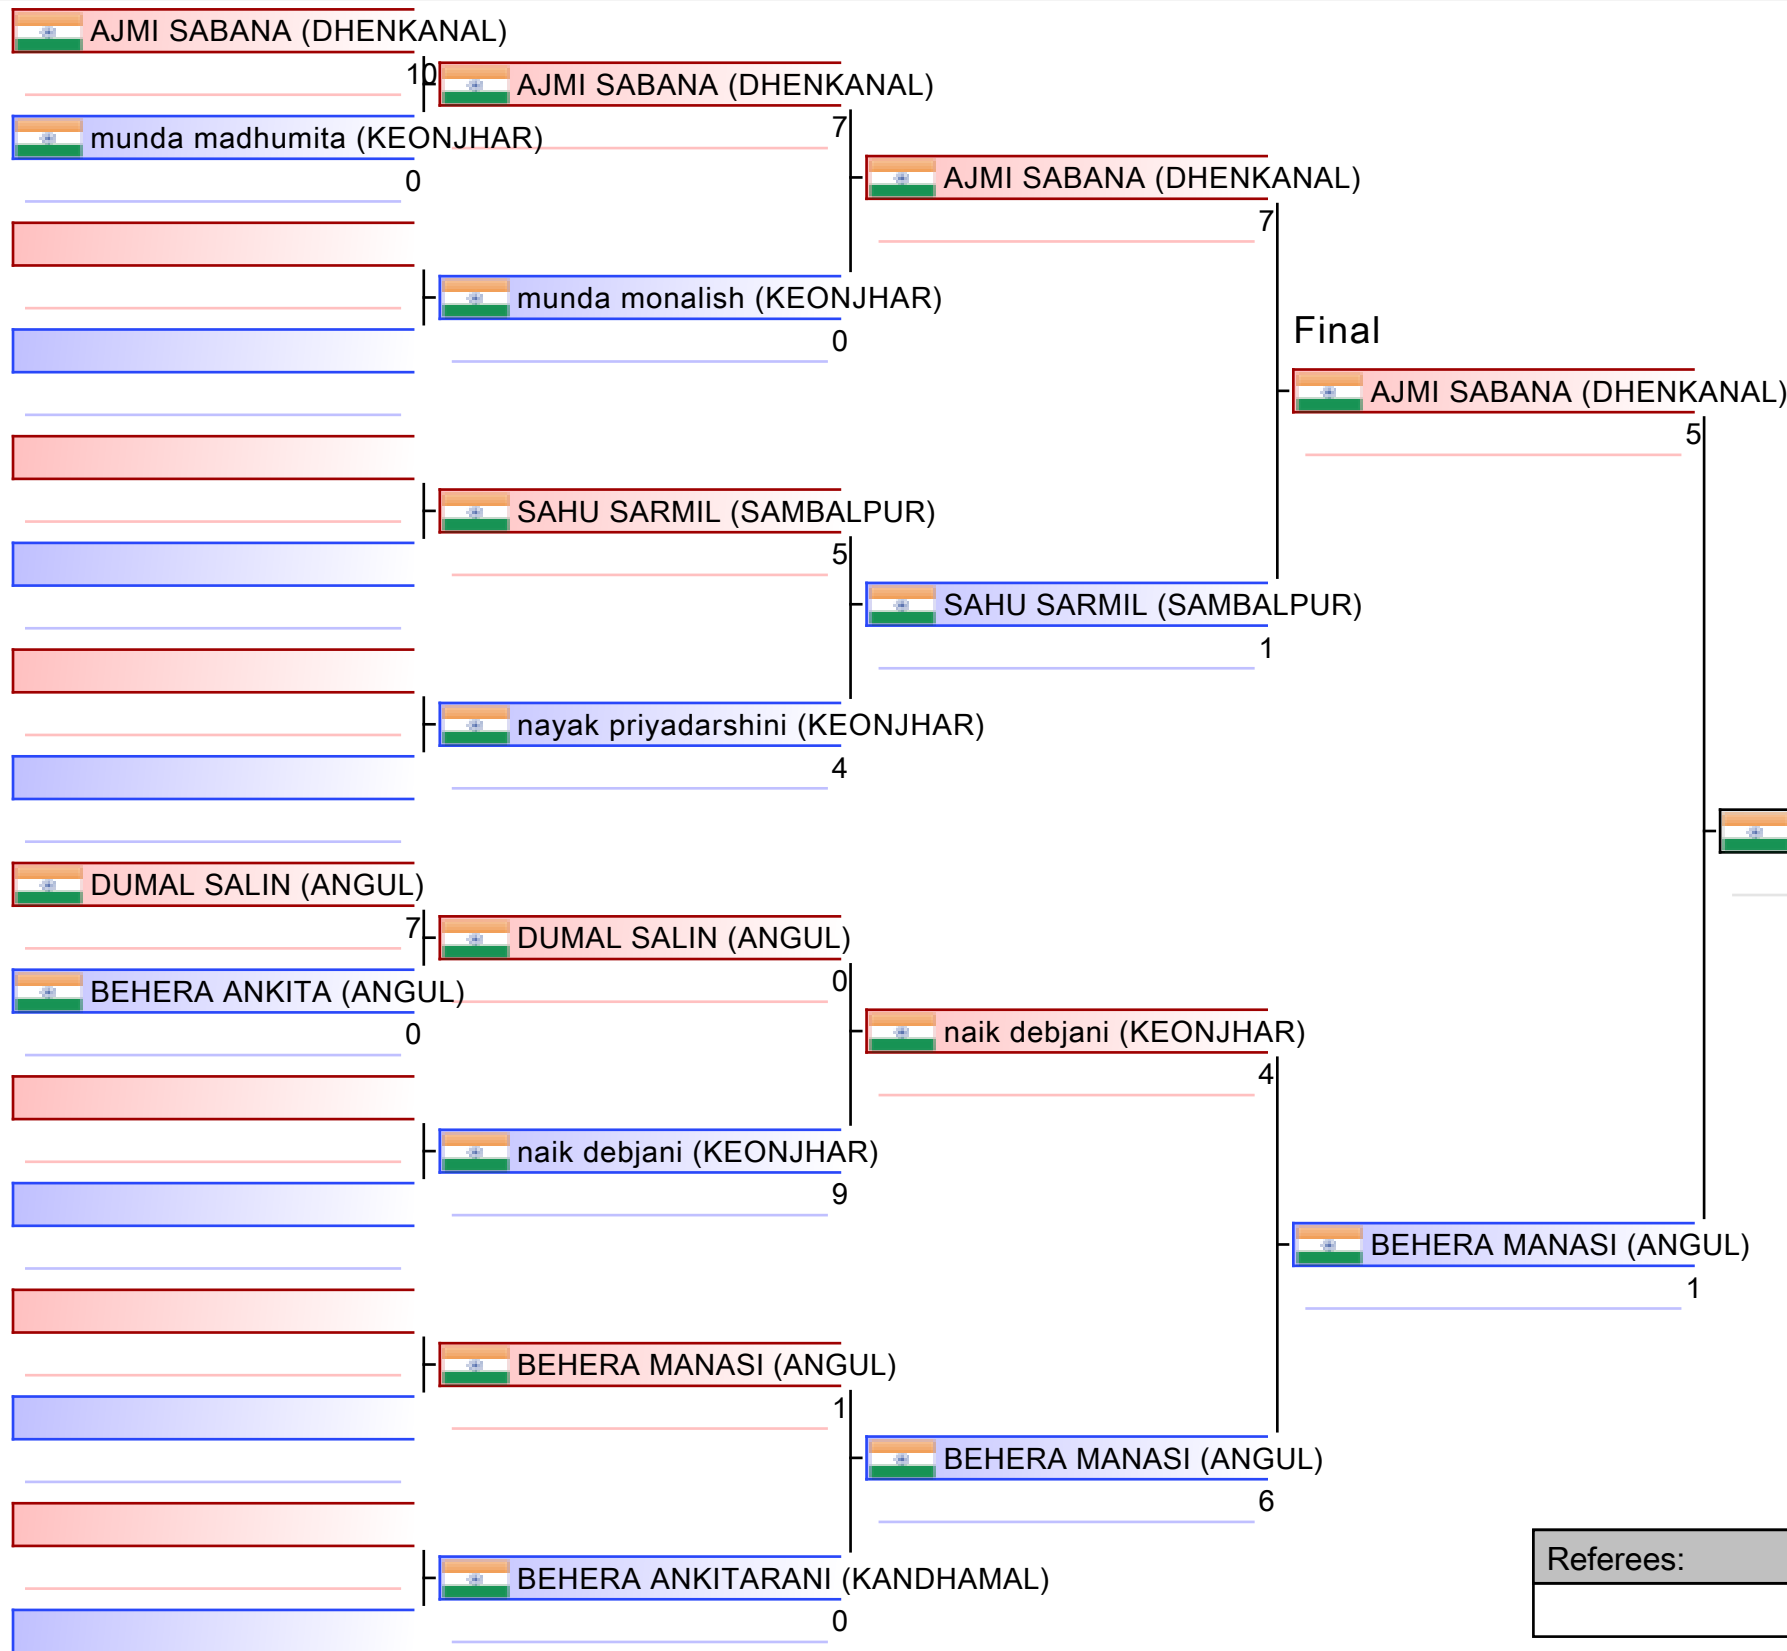 AJMI SABANA (DHENKANAL)
10
AJMI SABANA (DHENKANAL)
7
munda madhumita (KEONJHAR)
0
AJMI SABANA (DHENKANAL)
7
munda monalish (KEONJHAR)
0
Final
AJMI SABANA (DHENKANAL)
5
SAHU SARMIL (SAMBALPUR)
5
SAHU SARMIL (SAMBALPUR)
1
nayak priyadarshini (KEONJHAR)
4
DUMAL SALIN (ANGUL)
7
DUMAL SALIN (ANGUL)
0
BEHERA ANKITA (ANGUL)
0
naik debjani (KEONJHAR)
4
naik debjani (KEONJHAR)
9
BEHERA MANASI (ANGUL)
1
BEHERA MANASI (ANGUL)
1
BEHERA MANASI (ANGUL)
6
BEHERA ANKITARANI (KANDHAMAL)
0
Referees: